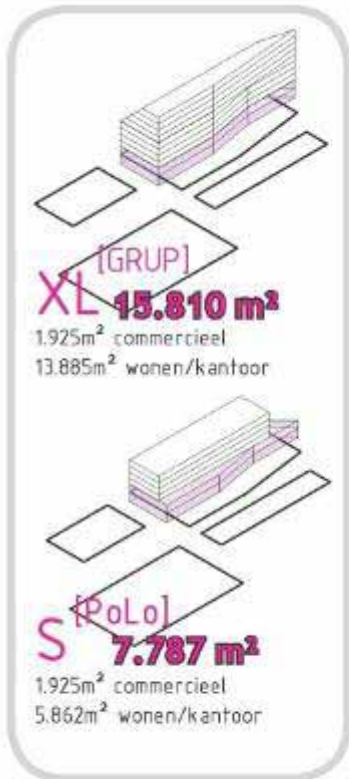 [GRUP]
XL 15.810 m²
1.925m² commercieel
13.885m² wonen/kantoor
[PoLo]
S 7.787 m²
1.925m² commercieel
5.862m² wonen/kantoor